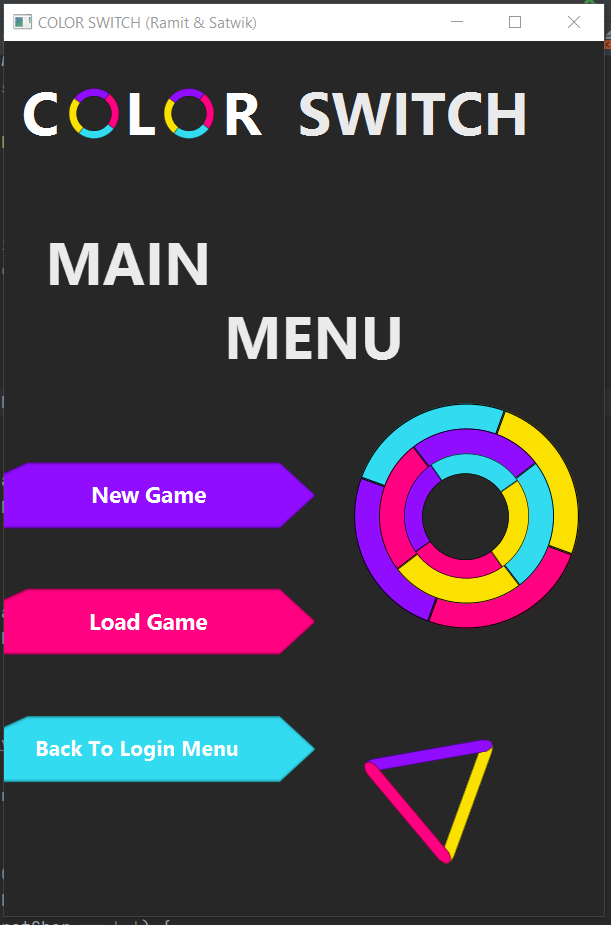 COLOR SWITCH (Ramit & Satwik)
COLOR SWITCH
MAIN
MENU
New Game
Load Game
Back To Login Menu